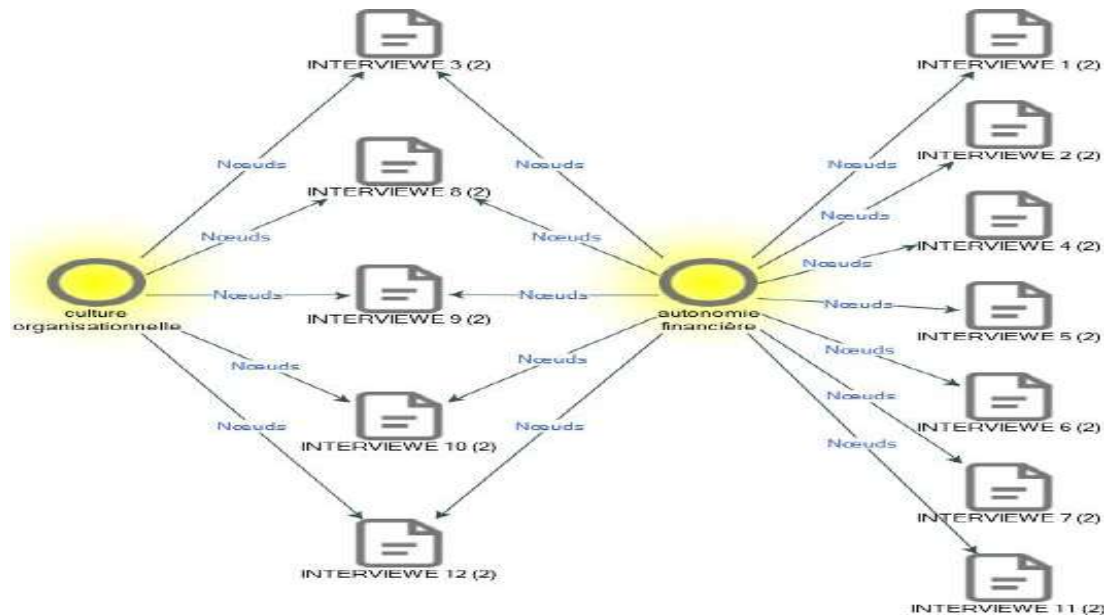 INTERVIEWE 3 (2)
INTERVIEWE 1 (2)
Nœuds
Nœuds
Nœuds
INTERVIEWE 2 (2)
INTERVIEWE 8 (2)
Nœuds
Nœuds
Nœuds
INTERVIEWE 4 (2)
Nœuds
culture
organisationnelle
Nœuds
INTERVIEWE 9 (2)
Nœuds
autonomie
financière
Nœuds
INTERVIEWE 5 (2)
Nœuds
Nœuds
Nœuds
Nœuds
INTERVIEWE 10 (2)
INTERVIEWE 6 (2)
Nœuds
Nœuds
Nœuds
INTERVIEWE 7 (2)
INTERVIEWE 12 (2)
INTERVIEWE 11 (2)